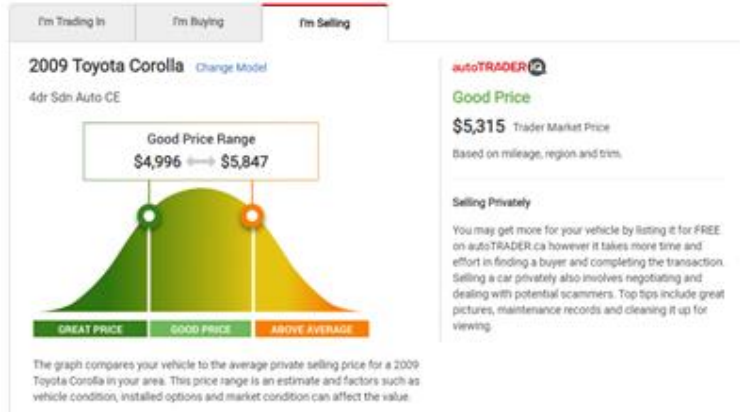 I'm Trading In
I'm Buying
I'm Selling
2009 Toyota Corolla Change Model
4dr Sdn Auto CE
Good Price Range
$4,996 $5,847
GREAT PRICE
GOOD PRICE
ABOVE AVERAGE
The graph compares your vehicle to the average private selling price for a 2009
Toyota Corolla in your area. This price range is an estimate and factors such as
vehicle condition, installed options and market condition can affect the value.
autoTRADER iQ
Good Price
$5,315 Trader Market Price
Based on mileage, region and trim.
Selling Privately
You may get more for your vehicle by listing it for FREE
on autoTRADER.ca however it takes more time and
effort in finding a buyer and completing the transaction.
Selling a car privately also involves negotiating and
dealing with potential scammers. Top tips include great
pictures, maintenance records and cleaning it up for
viewing.